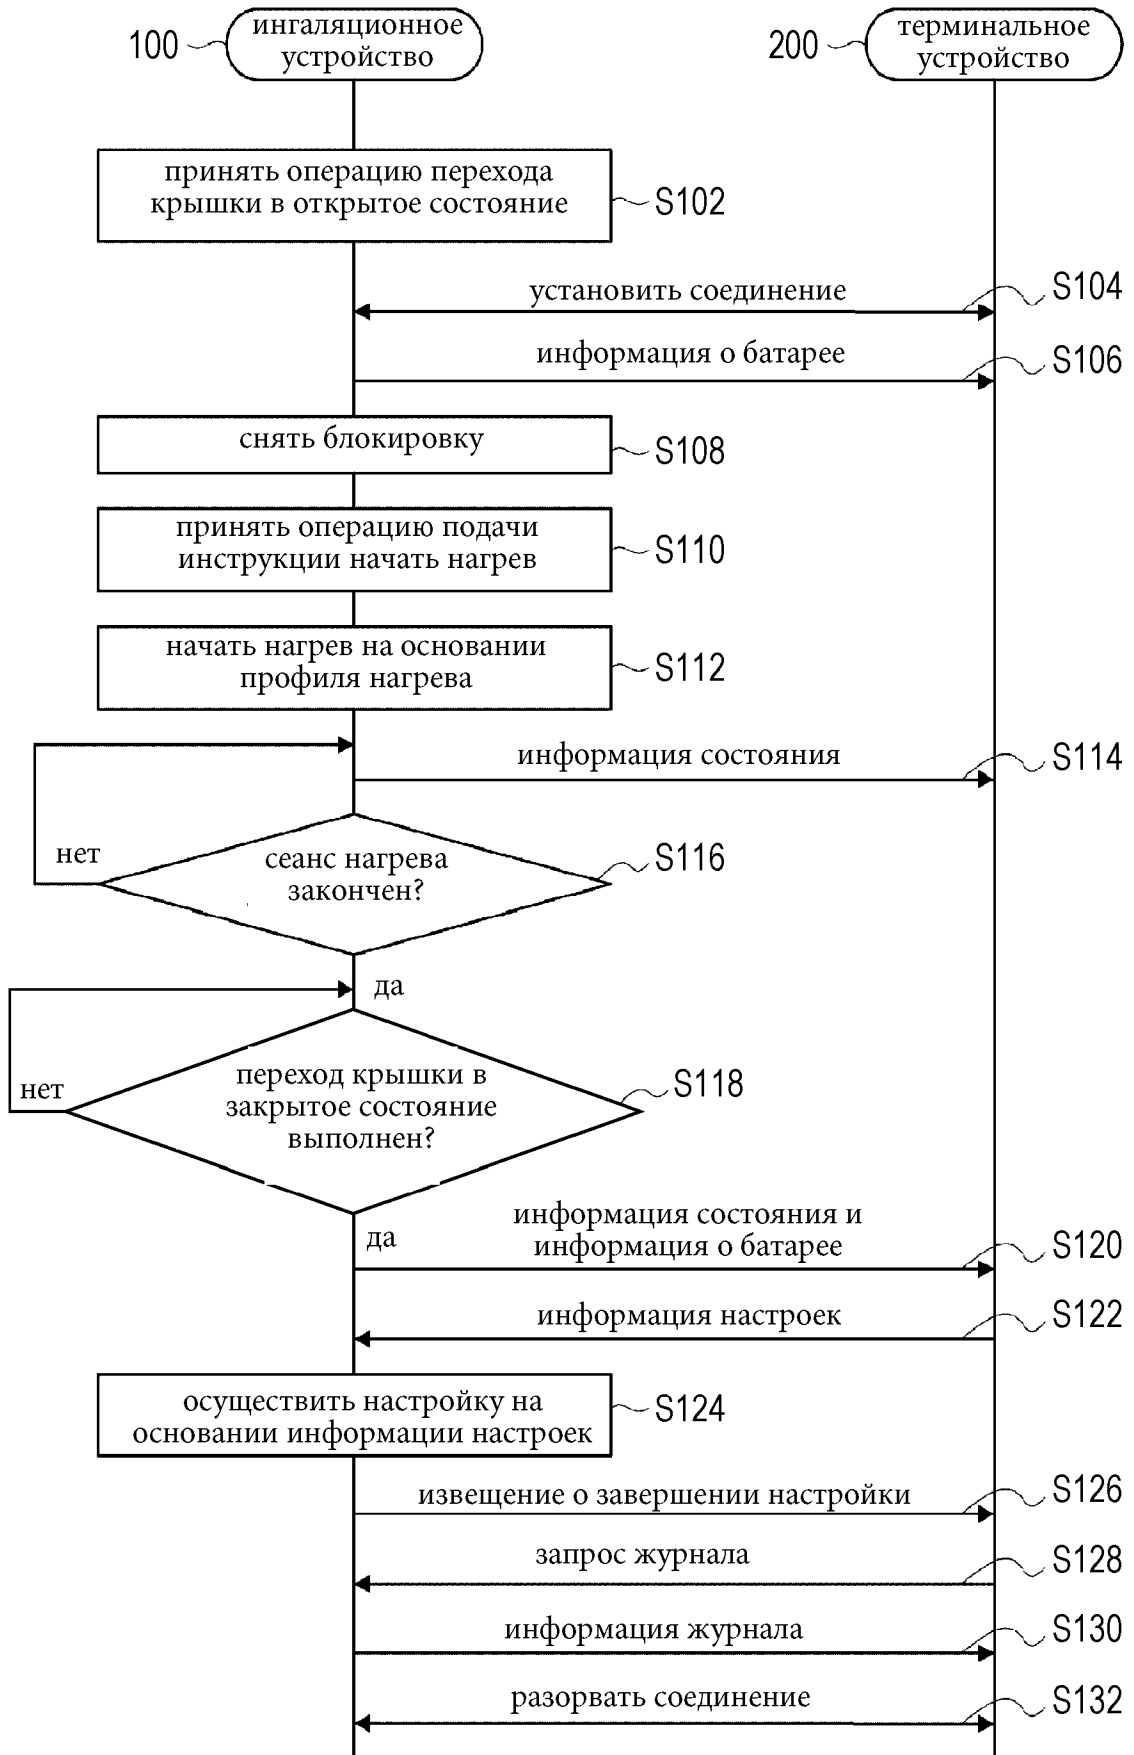 100
ингаляционное
устройство
200
терминальное
устройство
принять операцию перехода
крышки в открытое состояние
S102
установить соединение
S104
информация о батарее
S106
снять блокировку
S108
принять операцию подачи
инструкции начать нагрев
S110
начать нагрев на основании
профиля нагрева
S112
информация состояния
S114
нет
сеанс нагрева
закончен?
S116
да
нет
переход крышки в
закрытое состояние
выполнен?
S118
да
информация состояния и
информация о батарее
S120
информация настроек
S122
осуществить настройку на
основании информации настроек
S124
извещение о завершении настройки
S126
запрос журнала
S128
информация журнала
S130
разорвать соединение
S132